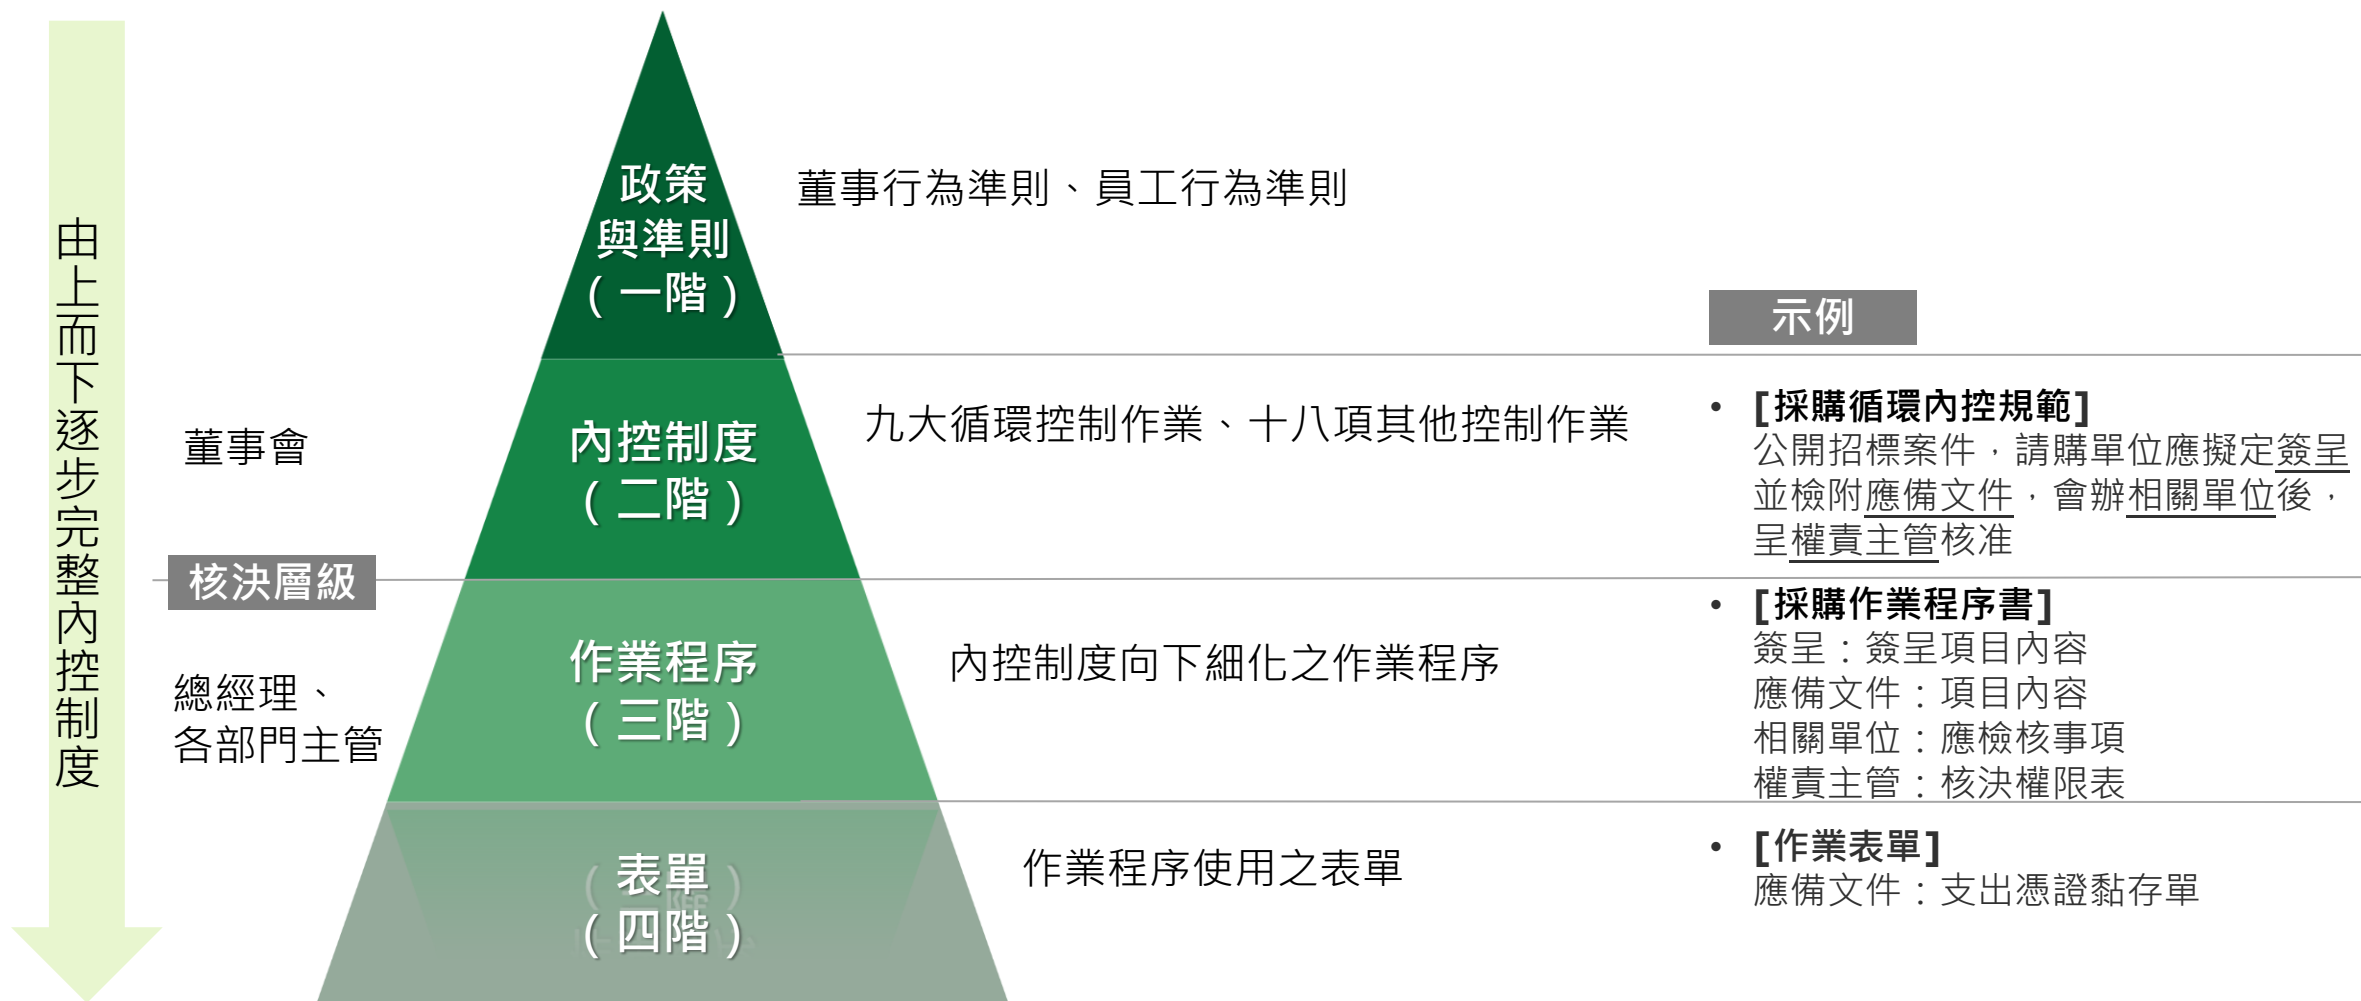 由上而下逐步完整內控制度
政策
與準則
（一階）
董事行為準則、員工行為準則
示例
董事會
內控制度
（二階）
九大循環控制作業、十八項其他控制作業
• [採購循環內控規範]
公開招標案件，請購單位應擬定簽呈
並檢附應備文件，會辦相關單位後，
呈權責主管核准
核決層級
總經理、
各部門主管
作業程序
（三階）
內控制度向下細化之作業程序
• [採購作業程序書]
簽呈：簽呈項目內容
應備文件：項目內容
相關單位：應檢核事項
權責主管：核決權限表
表單
（四階）
作業程序使用之表單
• [作業表單]
應備文件：支出憑證黏存單